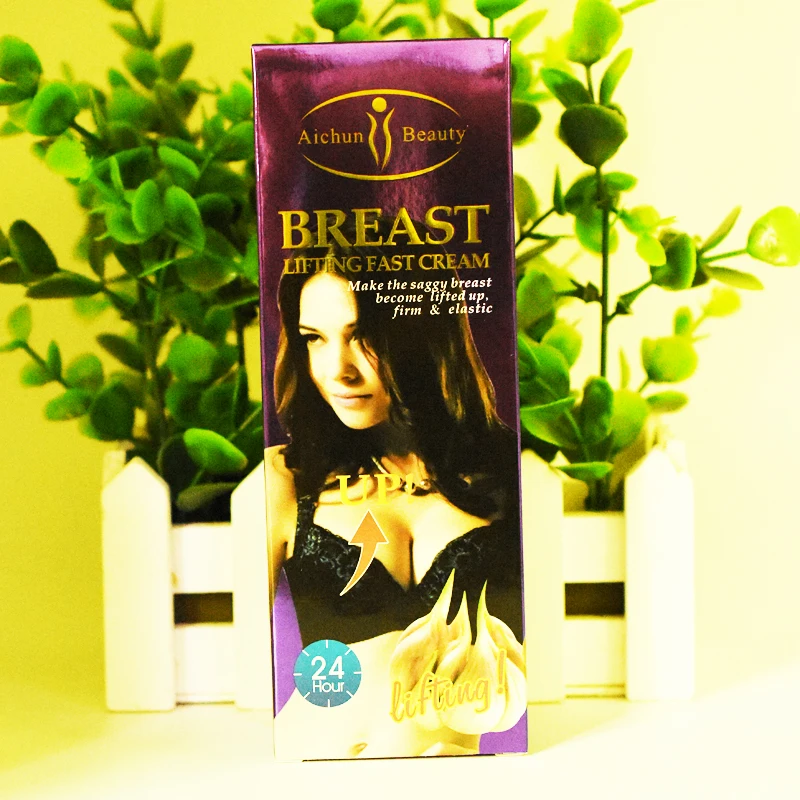 Aichun Beauty
BREAST
LIFTING FAST CREAM
Make the saggy breast
become lifted up,
firm & elastic
UP!
24
Hour
lifting!